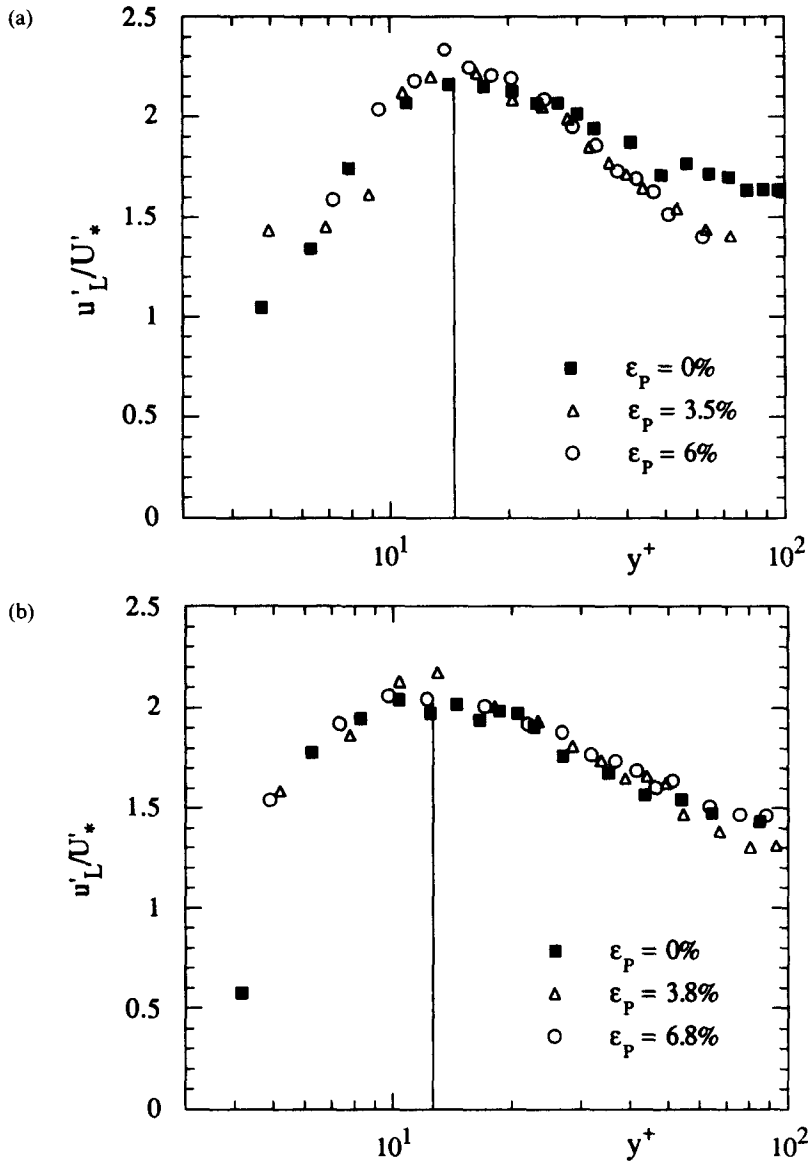 (a)
2.5
2
1.5
1
0.5
0
u'L/U'*
εP = 0%
εP = 3.5%
εP = 6%
10¹
y⁺
10²
(b)
2.5
2
1.5
1
0.5
0
u'L/U'*
εP = 0%
εP = 3.8%
εP = 6.8%
10¹
y⁺
10²